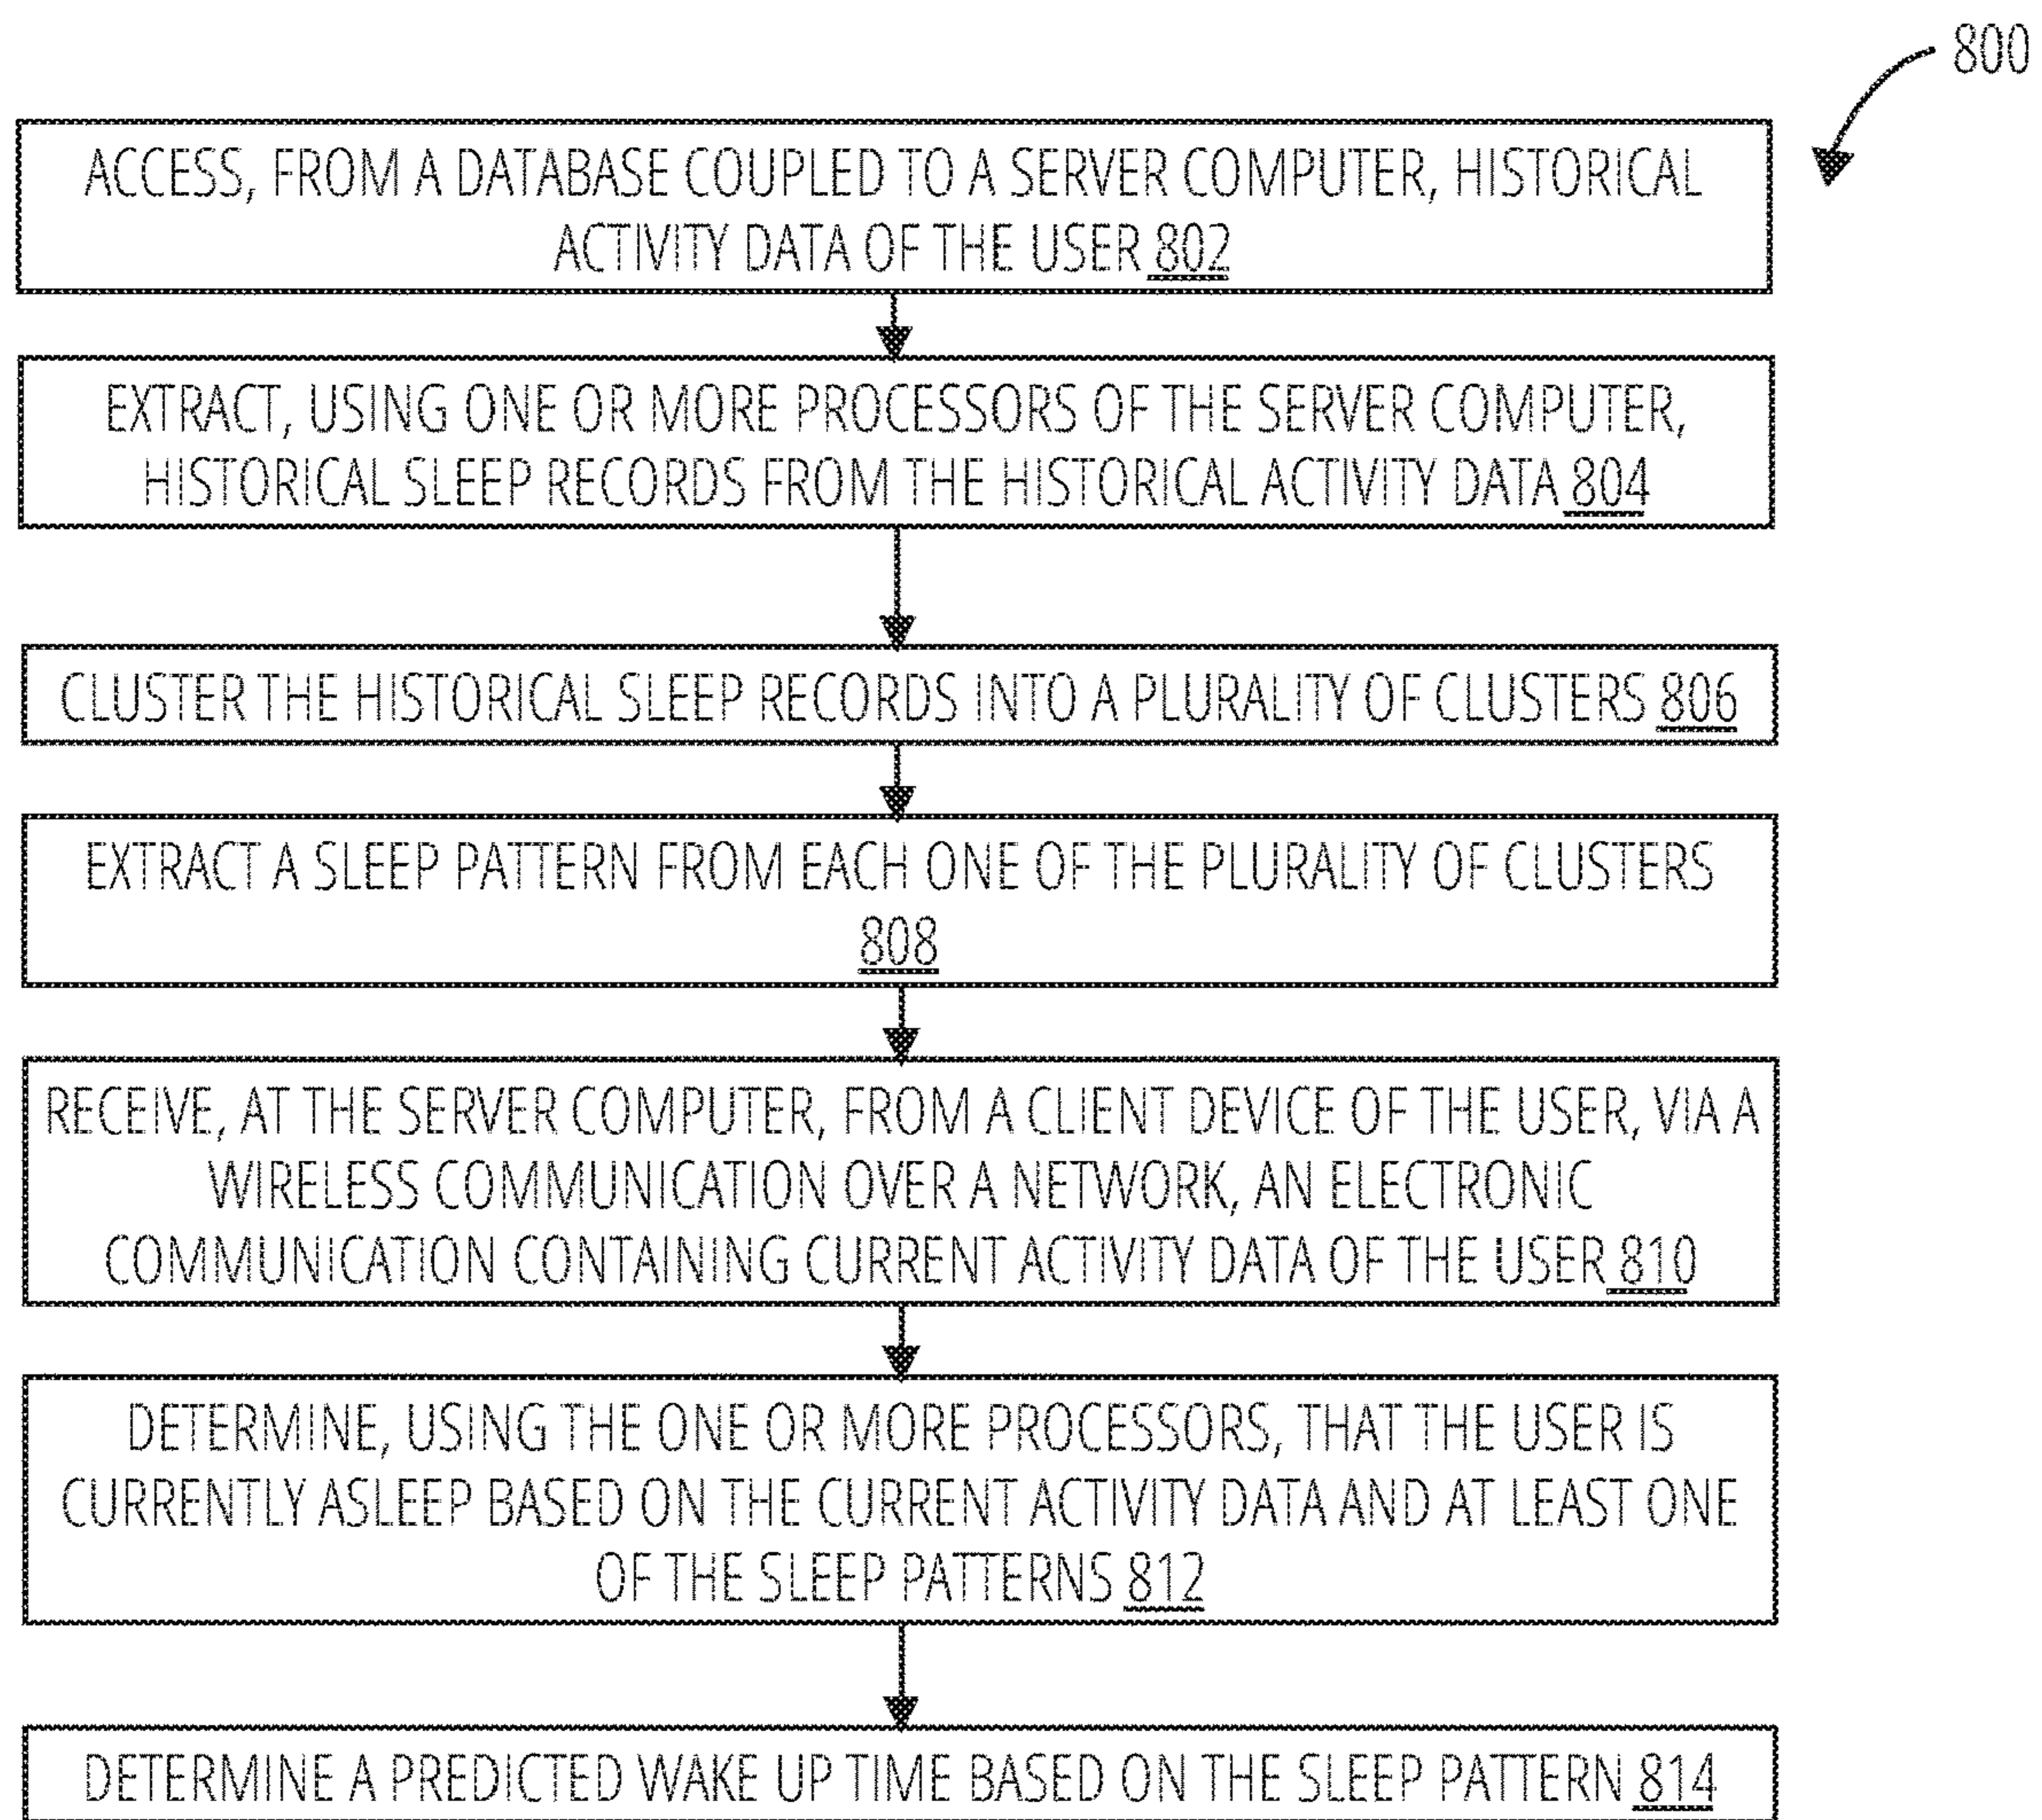 800
ACCESS, FROM A DATABASE COUPLED TO A SERVER COMPUTER, HISTORICAL
ACTIVITY DATA OF THE USER 802
EXTRACT, USING ONE OR MORE PROCESSORS OF THE SERVER COMPUTER,
HISTORICAL SLEEP RECORDS FROM THE HISTORICAL ACTIVITY DATA 804
CLUSTER THE HISTORICAL SLEEP RECORDS INTO A PLURALITY OF CLUSTERS 806
EXTRACT A SLEEP PATTERN FROM EACH ONE OF THE PLURALITY OF CLUSTERS
808
RECEIVE, AT THE SERVER COMPUTER, FROM A CLIENT DEVICE OF THE USER, VIA A
WIRELESS COMMUNICATION OVER A NETWORK, AN ELECTRONIC
COMMUNICATION CONTAINING CURRENT ACTIVITY DATA OF THE USER 810
DETERMINE, USING THE ONE OR MORE PROCESSORS, THAT THE USER IS
CURRENTLY ASLEEP BASED ON THE CURRENT ACTIVITY DATA AND AT LEAST ONE
OF THE SLEEP PATTERNS 812
DETERMINE A PREDICTED WAKE UP TIME BASED ON THE SLEEP PATTERN 814